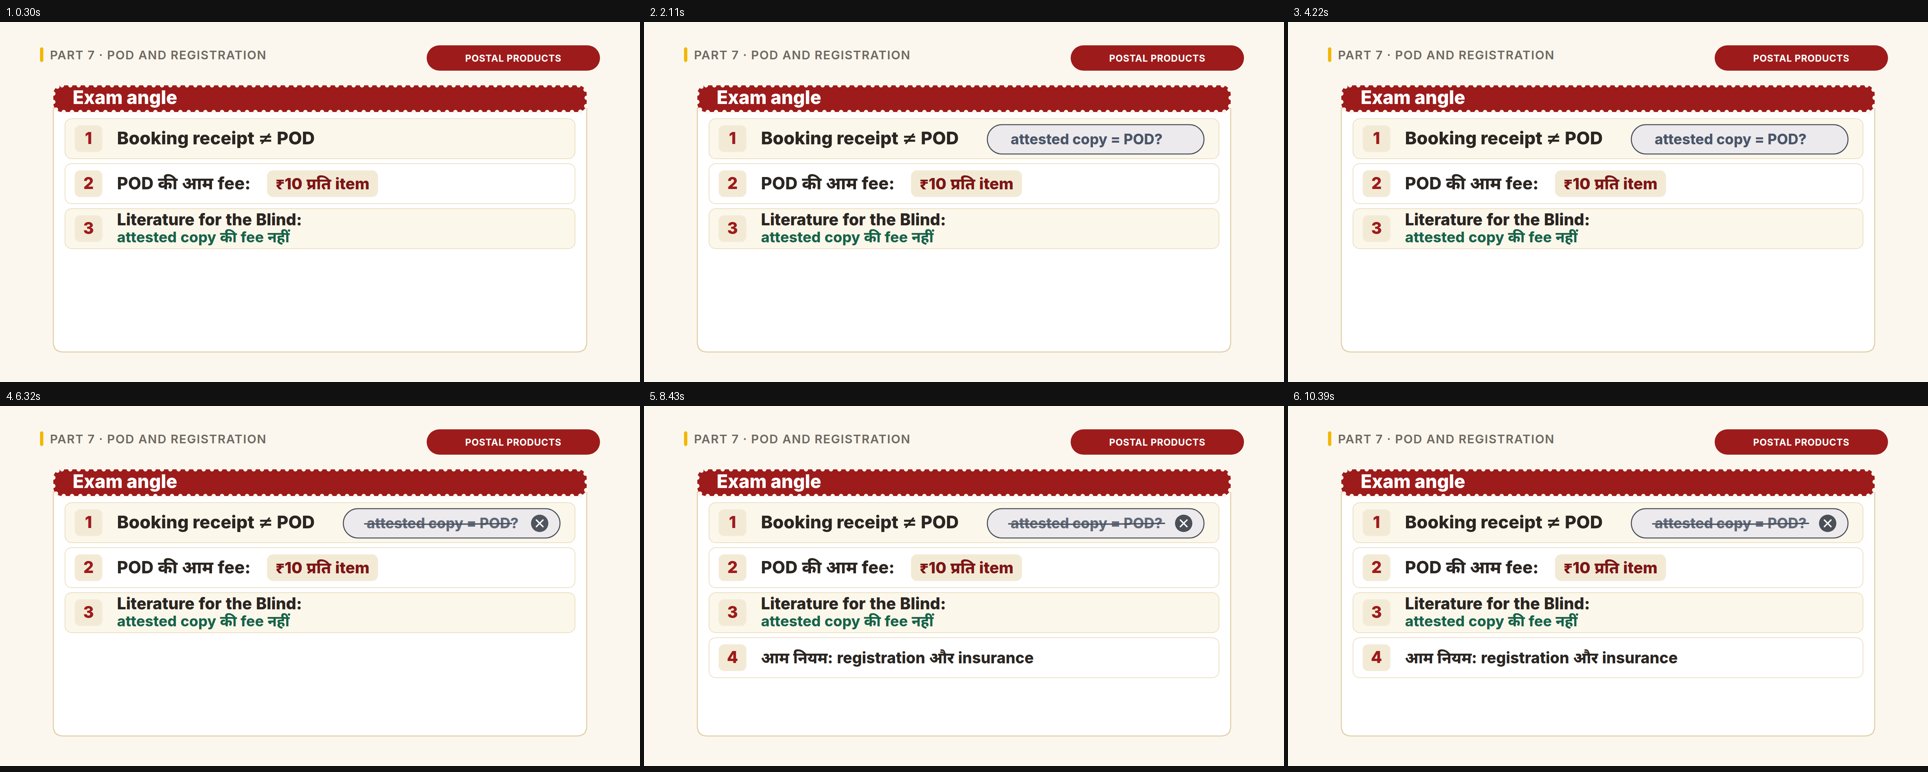 1. 0.30s
PART 7 · POD AND REGISTRATION
POSTAL PRODUCTS
Exam angle
1 Booking receipt ≠ POD
2 POD की आम fee: ₹10 प्रति item
3 Literature for the Blind:
attested copy की fee नहीं
2. 2.11s
PART 7 · POD AND REGISTRATION
POSTAL PRODUCTS
Exam angle
1 Booking receipt ≠ POD attested copy = POD?
2 POD की आम fee: ₹10 प्रति item
3 Literature for the Blind:
attested copy की fee नहीं
3. 4.22s
PART 7 · POD AND REGISTRATION
POSTAL PRODUCTS
Exam angle
1 Booking receipt ≠ POD attested copy = POD?
2 POD की आम fee: ₹10 प्रति item
3 Literature for the Blind:
attested copy की fee नहीं
4. 6.32s
PART 7 · POD AND REGISTRATION
POSTAL PRODUCTS
Exam angle
1 Booking receipt ≠ POD attested copy = POD?
2 POD की आम fee: ₹10 प्रति item
3 Literature for the Blind:
attested copy की fee नहीं
5. 8.43s
PART 7 · POD AND REGISTRATION
POSTAL PRODUCTS
Exam angle
1 Booking receipt ≠ POD attested copy = POD?
2 POD की आम fee: ₹10 प्रति item
3 Literature for the Blind:
attested copy की fee नहीं
4 आम नियम: registration और insurance
6. 10.39s
PART 7 · POD AND REGISTRATION
POSTAL PRODUCTS
Exam angle
1 Booking receipt ≠ POD attested copy = POD?
2 POD की आम fee: ₹10 प्रति item
3 Literature for the Blind:
attested copy की fee नहीं
4 आम नियम: registration और insurance